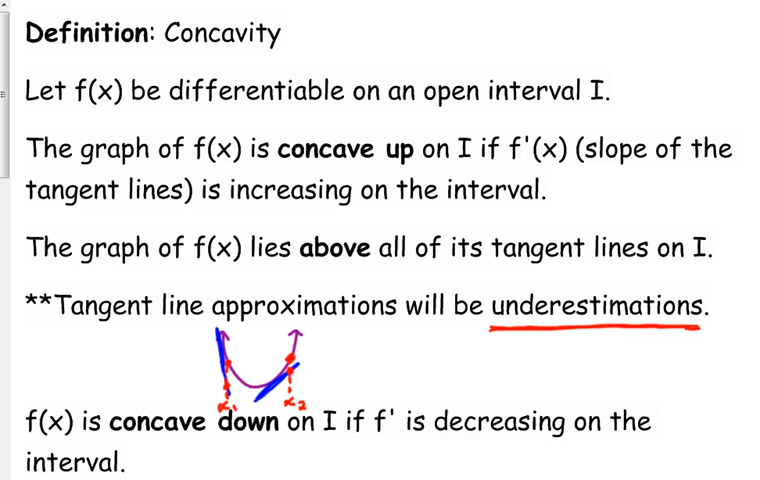 Definition: Concavity
Let f(x) be differentiable on an open interval I.
The graph of f(x) is concave up on I if f'(x) (slope of the
tangent lines) is increasing on the interval.
The graph of f(x) lies above all of its tangent lines on I.
**Tangent line approximations will be underestimations.
x₁ x₂
f(x) is concave down on I if f' is decreasing on the
interval.